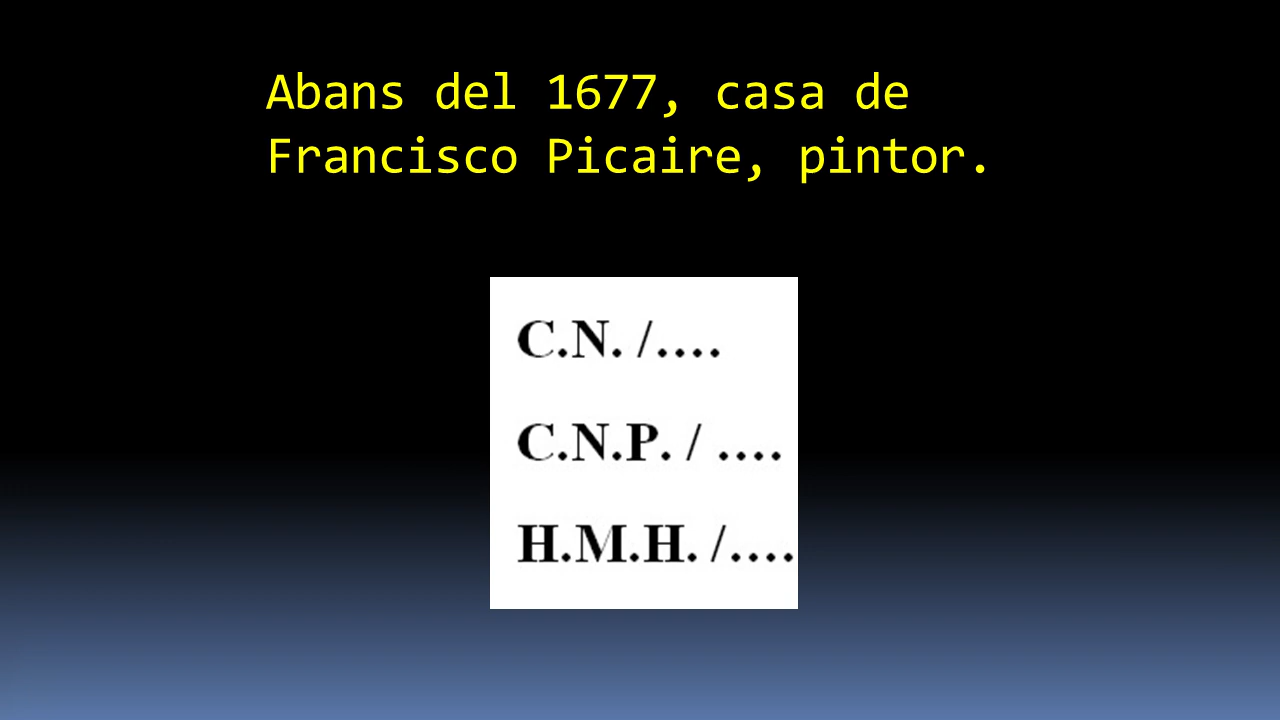 Abans del 1677, casa de
Francisco Picaire, pintor.
C.N. /....
C.N.P. / ....
H.M.H. /....